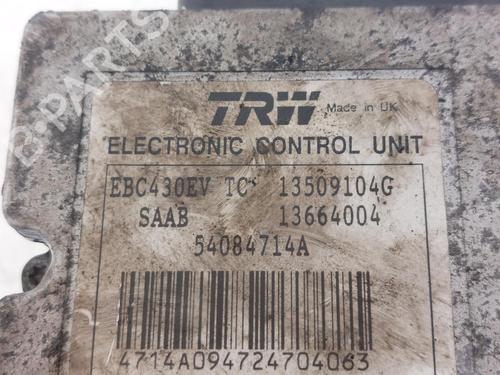 B-PARTS
TRW Made in UK
ELECTRONIC CONTROL UNIT
EBC430EV TC+ 13509104G
SAAB 13664004
54084714A
4714A094724704063